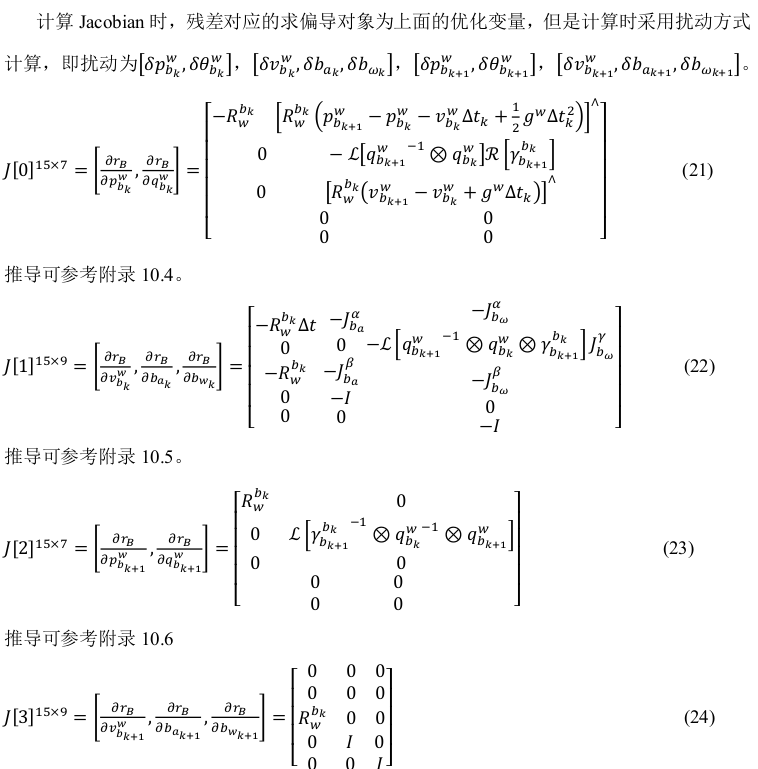 计算 Jacobian 时，残差对应的求偏导对象为上面的优化变量，但是计算时采用扰动方式
计算，即扰动为$[\delta p_{b_k}^w, \delta\theta_{b_k}^w]$，$[\delta v_{b_k}^w, \delta b_{a_k}, \delta b_{\omega_k}]$，$[\delta p_{b_{k+1}}^w, \delta\theta_{b_{k+1}}^w]$，$[\delta v_{b_{k+1}}^w, \delta b_{a_{k+1}}, \delta b_{\omega_{k+1}}]$。
$J[0]^{15\times7} = \left[\frac{\partial r_B}{\partial p_{b_k}^w}, \frac{\partial r_B}{\partial q_{b_k}^w}\right] = \begin{bmatrix} -R_w^{b_k} & \left[R_w^{b_k}\left(p_{b_{k+1}}^w - p_{b_k}^w - v_{b_k}^w\Delta t_k + \frac{1}{2}g^w\Delta t_k^2\right)\right]^\wedge \\ 0 & -\mathcal{L}\left[{q_{b_{k+1}}^w}^{-1} \otimes q_{b_k}^w\right]\mathcal{R}\left[\gamma_{b_{k+1}}^{b_k}\right] \\ 0 & \left[R_w^{b_k}\left(v_{b_{k+1}}^w - v_{b_k}^w + g^w\Delta t_k\right)\right]^\wedge \\ 0 & 0 \\ 0 & 0 \end{bmatrix}$ (21)
推导可参考附录 10.4。
$J[1]^{15\times9} = \left[\frac{\partial r_B}{\partial v_{b_k}^w}, \frac{\partial r_B}{\partial b_{a_k}}, \frac{\partial r_B}{\partial b_{w_k}}\right] = \begin{bmatrix} -R_w^{b_k}\Delta t & -J_{b_a}^\alpha & -J_{b_\omega}^\alpha \\ 0 & 0 & -\mathcal{L}\left[{q_{b_{k+1}}^w}^{-1} \otimes q_{b_k}^w \otimes \gamma_{b_{k+1}}^{b_k}\right]J_{b_\omega}^\gamma \\ -R_w^{b_k} & -J_{b_a}^\beta & -J_{b_\omega}^\beta \\ 0 & -I & 0 \\ 0 & 0 & -I \end{bmatrix}$ (22)
推导可参考附录 10.5。
$J[2]^{15\times7} = \left[\frac{\partial r_B}{\partial p_{b_{k+1}}^w}, \frac{\partial r_B}{\partial q_{b_{k+1}}^w}\right] = \begin{bmatrix} R_w^{b_k} & 0 \\ 0 & \mathcal{L}\left[{\gamma_{b_{k+1}}^{b_k}}^{-1} \otimes {q_{b_k}^w}^{-1} \otimes q_{b_{k+1}}^w\right] \\ 0 & 0 \\ 0 & 0 \\ 0 & 0 \end{bmatrix}$ (23)
推导可参考附录 10.6
$J[3]^{15\times9} = \left[\frac{\partial r_B}{\partial v_{b_{k+1}}^w}, \frac{\partial r_B}{\partial b_{a_{k+1}}}, \frac{\partial r_B}{\partial b_{w_{k+1}}}\right] = \begin{bmatrix} 0 & 0 & 0 \\ 0 & 0 & 0 \\ R_w^{b_k} & 0 & 0 \\ 0 & I & 0 \\ 0 & 0 & I \end{bmatrix}$ (24)